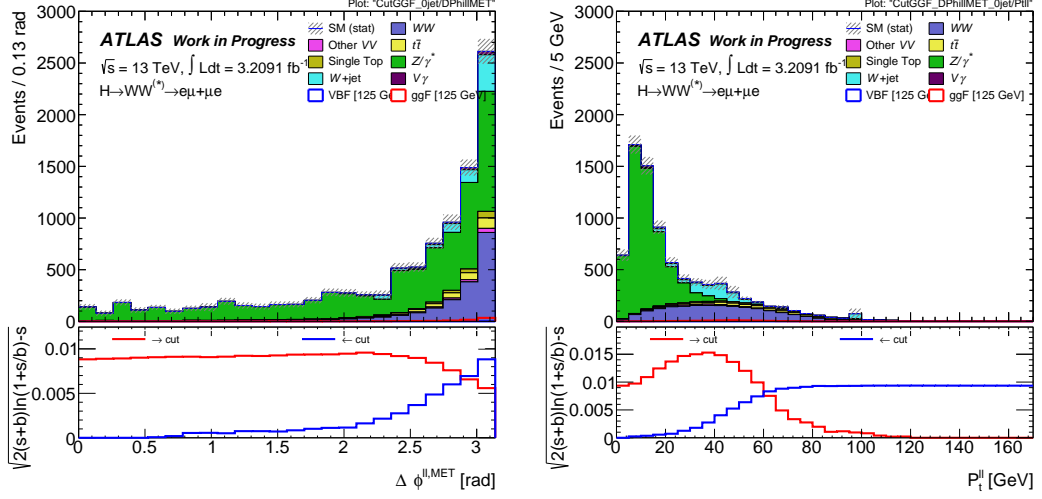 Plot: "CutGGF_0jet/DPhillMET"
Events / 0.13 rad
3000
2500
2000
1500
1000
500
0
ATLAS Work in Progress
√s = 13 TeV, ∫ Ldt = 3.2091 fb⁻¹
H→WW(*)→eμ+μe
SM (stat)
WW
Other VV
tt̄
Single Top
Z/γ*
W+jet
Vγ
VBF [125 Ge
ggF [125 GeV]
√2(s+b)ln(1+s/b)-s
0.01
0.005
0
→ cut
← cut
0 0.5 1 1.5 2 2.5 3
Δ φ^ll,MET [rad]
Plot: "CutGGF_DPhillMET_0jet/PtII"
Events / 5 GeV
3000
2500
2000
1500
1000
500
0
ATLAS Work in Progress
√s = 13 TeV, ∫ Ldt = 3.2091 fb⁻¹
H→WW(*)→eμ+μe
SM (stat)
WW
Other VV
tt̄
Single Top
Z/γ*
W+jet
Vγ
VBF [125 Ge
ggF [125 GeV]
√2(s+b)ln(1+s/b)-s
0.015
0.01
0.005
0
→ cut
← cut
0 20 40 60 80 100 120 140 160
P_t^ll [GeV]